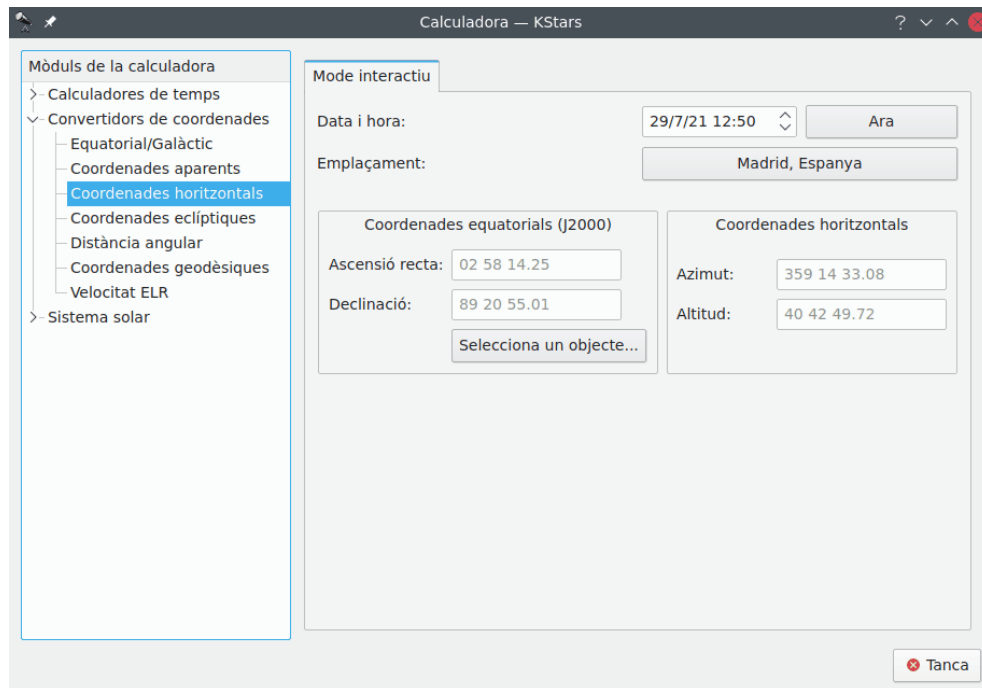 Calculadora — KStars
Mòduls de la calculadora
Calculadores de temps
Convertidors de coordenades
Equatorial/Galàctic
Coordenades aparents
Coordenades horitzontals
Coordenades eclíptiques
Distància angular
Coordenades geodèsiques
Velocitat ELR
Sistema solar
Mode interactiu
Data i hora:
29/7/21 12:50
Ara
Emplaçament:
Madrid, Espanya
Coordenades equatorials (J2000)
Ascensió recta: 02 58 14.25
Declinació: 89 20 55.01
Selecciona un objecte...
Coordenades horitzontals
Azimut: 359 14 33.08
Altitud: 40 42 49.72
Tanca